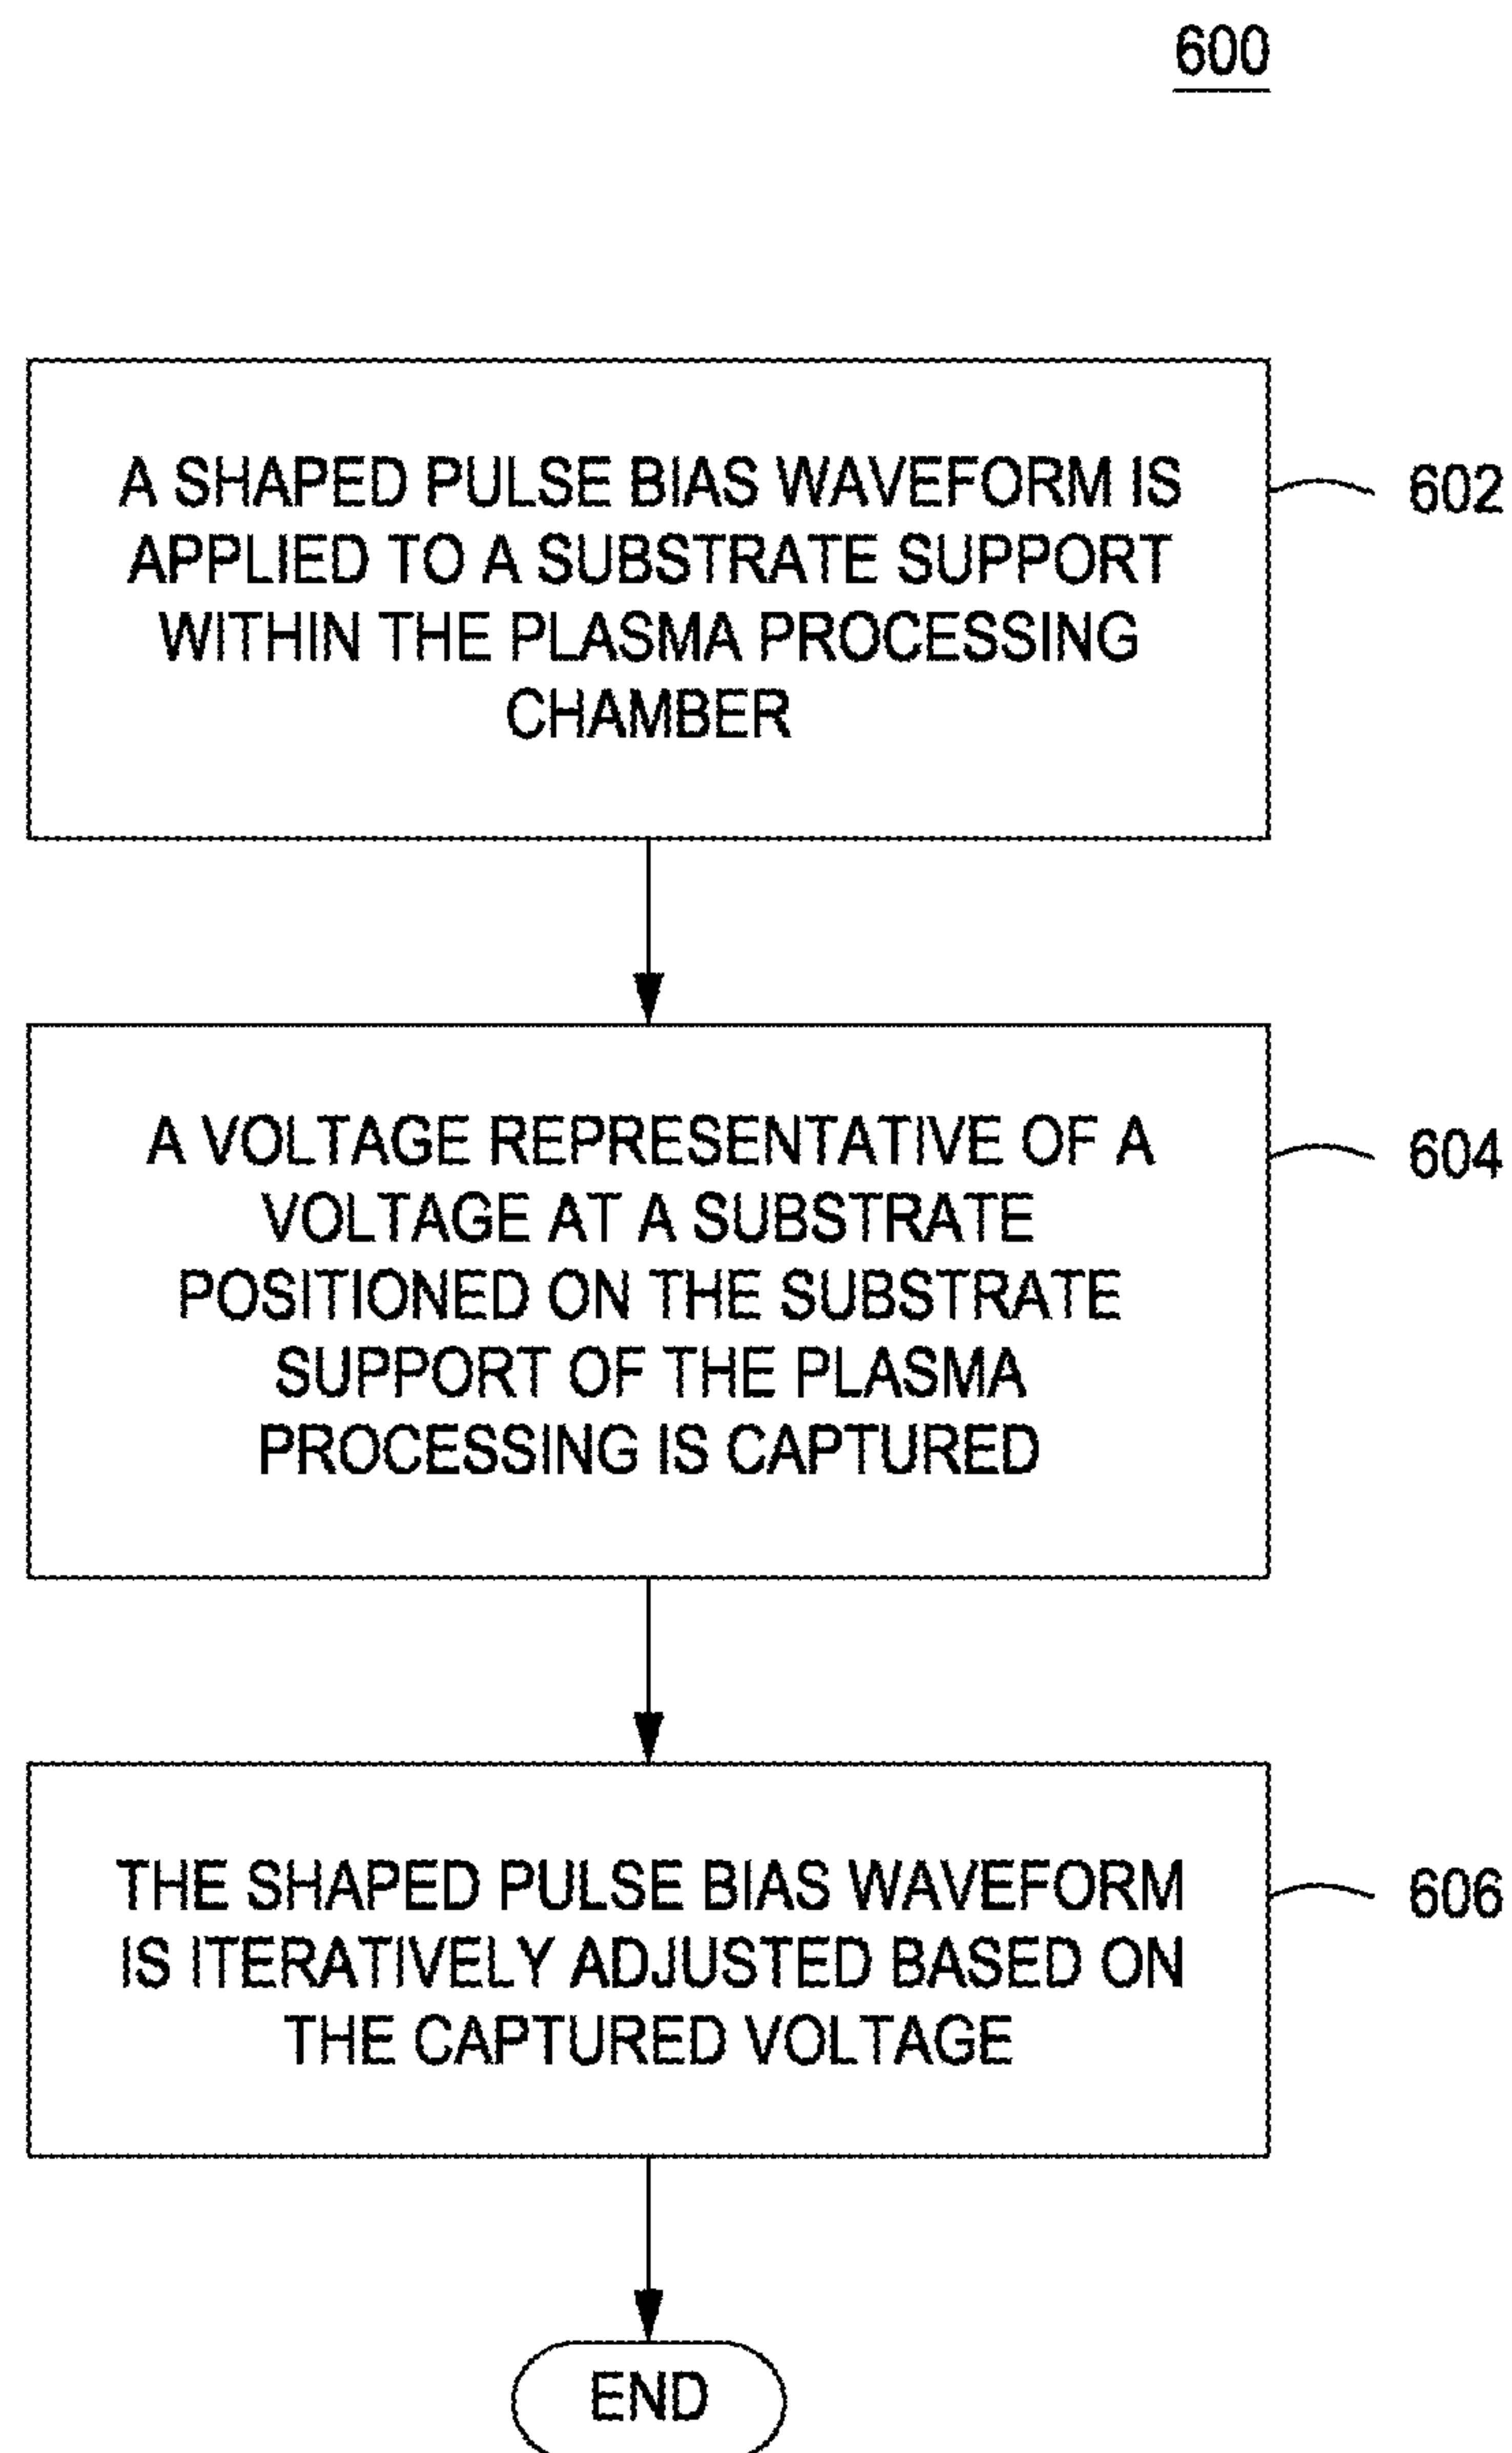 600
A SHAPED PULSE BIAS WAVEFORM IS
APPLIED TO A SUBSTRATE SUPPORT
WITHIN THE PLASMA PROCESSING
CHAMBER
602
A VOLTAGE REPRESENTATIVE OF A
VOLTAGE AT A SUBSTRATE
POSITIONED ON THE SUBSTRATE
SUPPORT OF THE PLASMA
PROCESSING IS CAPTURED
604
THE SHAPED PULSE BIAS WAVEFORM
IS ITERATIVELY ADJUSTED BASED ON
THE CAPTURED VOLTAGE
606
END